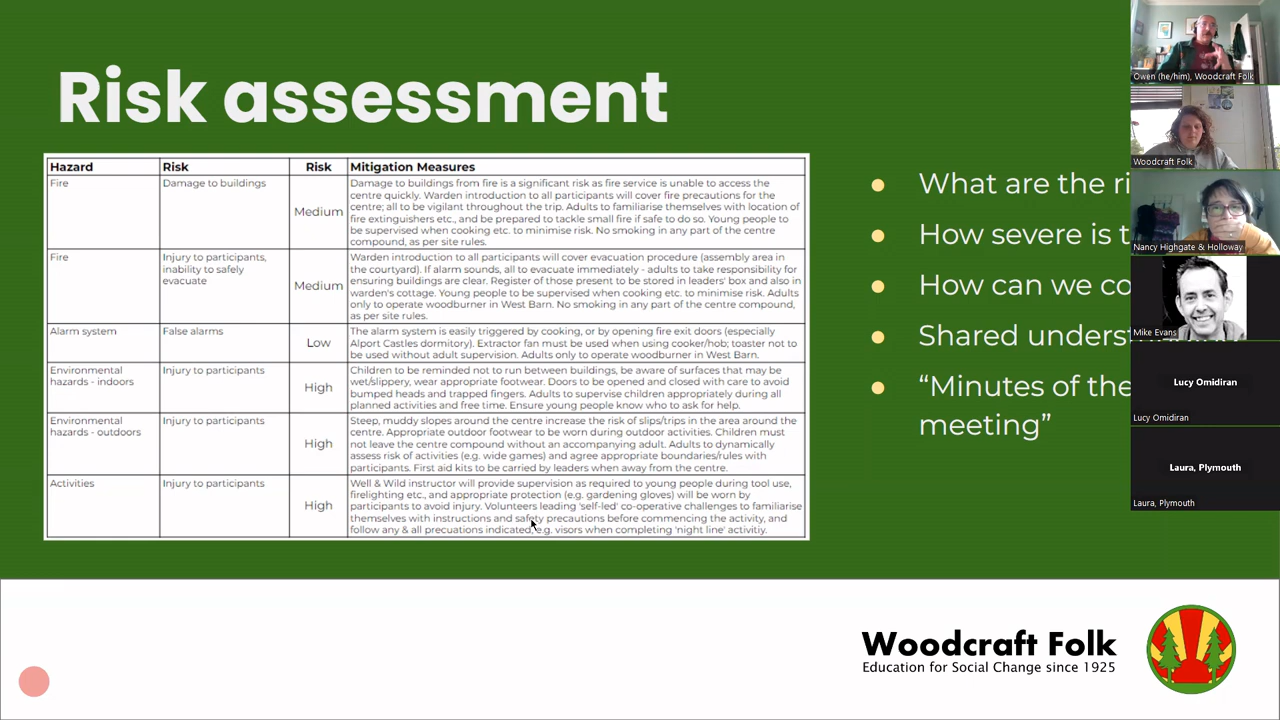 Risk assessment
Hazard Risk Risk Mitigation Measures
Fire Damage to buildings Medium Damage to buildings from fire is a significant risk as fire service is unable to access the
centre quickly. Warden introduction to all participants will cover fire precautions for the
centre; all to be vigilant throughout the trip. Adults to familiarise themselves with location of
fire extinguishers etc., and be prepared to tackle small fire if safe to do so. Young people to
be supervised when cooking etc. to minimise risk. No smoking in any part of the centre
compound, as per site rules.
Fire Injury to participants, inability to safely evacuate Medium Warden introduction to all participants will cover evacuation procedure (assembly area in
the courtyard). If alarm sounds, all to evacuate immediately - adults to take responsibility for
ensuring buildings are clear. Register of those present to be stored in leaders' box and also in
warden's cottage. Young people to be supervised when cooking etc. to minimise risk. Adults
only to operate woodburner in West Barn. No smoking in any part of the centre compound,
as per site rules.
Alarm system False alarms Low The alarm system is easily triggered by cooking, or by opening fire exit doors (especially
Alport Castles dormitory). Extractor fan must be used when using cooker/hob; toaster not to
be used without adult supervision. Adults only to operate woodburner in West Barn.
Environmental hazards - indoors Injury to participants High Children to be reminded not to run between buildings, be aware of surfaces that may be
wet/slippery, wear appropriate footwear. Doors to be opened and closed with care to avoid
bumped heads and trapped fingers. Adults to supervise children appropriately during all
planned activities and free time. Ensure young people know who to ask for help.
Environmental hazards - outdoors Injury to participants High Steep, muddy slopes around the centre increase the risk of slips/trips in the area around the
centre. Appropriate outdoor footwear to be worn during outdoor activities. Children must
not leave the centre compound without an accompanying adult. Adults to dynamically
assess risk of activities (e.g. wide games) and agree appropriate boundaries/rules with
participants. First aid kits to be carried by leaders when away from the centre.
Activities Injury to participants High Well & Wild instructor will provide supervision as required to young people during tool use,
firelighting etc., and appropriate protection (e.g. gardening gloves) will be worn by
participants to avoid injury. Volunteers leading 'self-led' co-operative challenges to familiarise
themselves with instructions and safety precautions before commencing the activity, and
follow any & all precuations indicated, e.g. visors when completing 'night line' activitiy.
What are the ri
How severe is t
How can we co
Shared unders
“Minutes of the
meeting”
Owen (he/him), Woodcraft Folk
Woodcraft Folk
Nancy Highgate & Holloway
Mike Evans
Lucy Omidiran
Lucy Omidiran
Laura, Plymouth
Laura, Plymouth
Woodcraft Folk
Education for Social Change since 1925